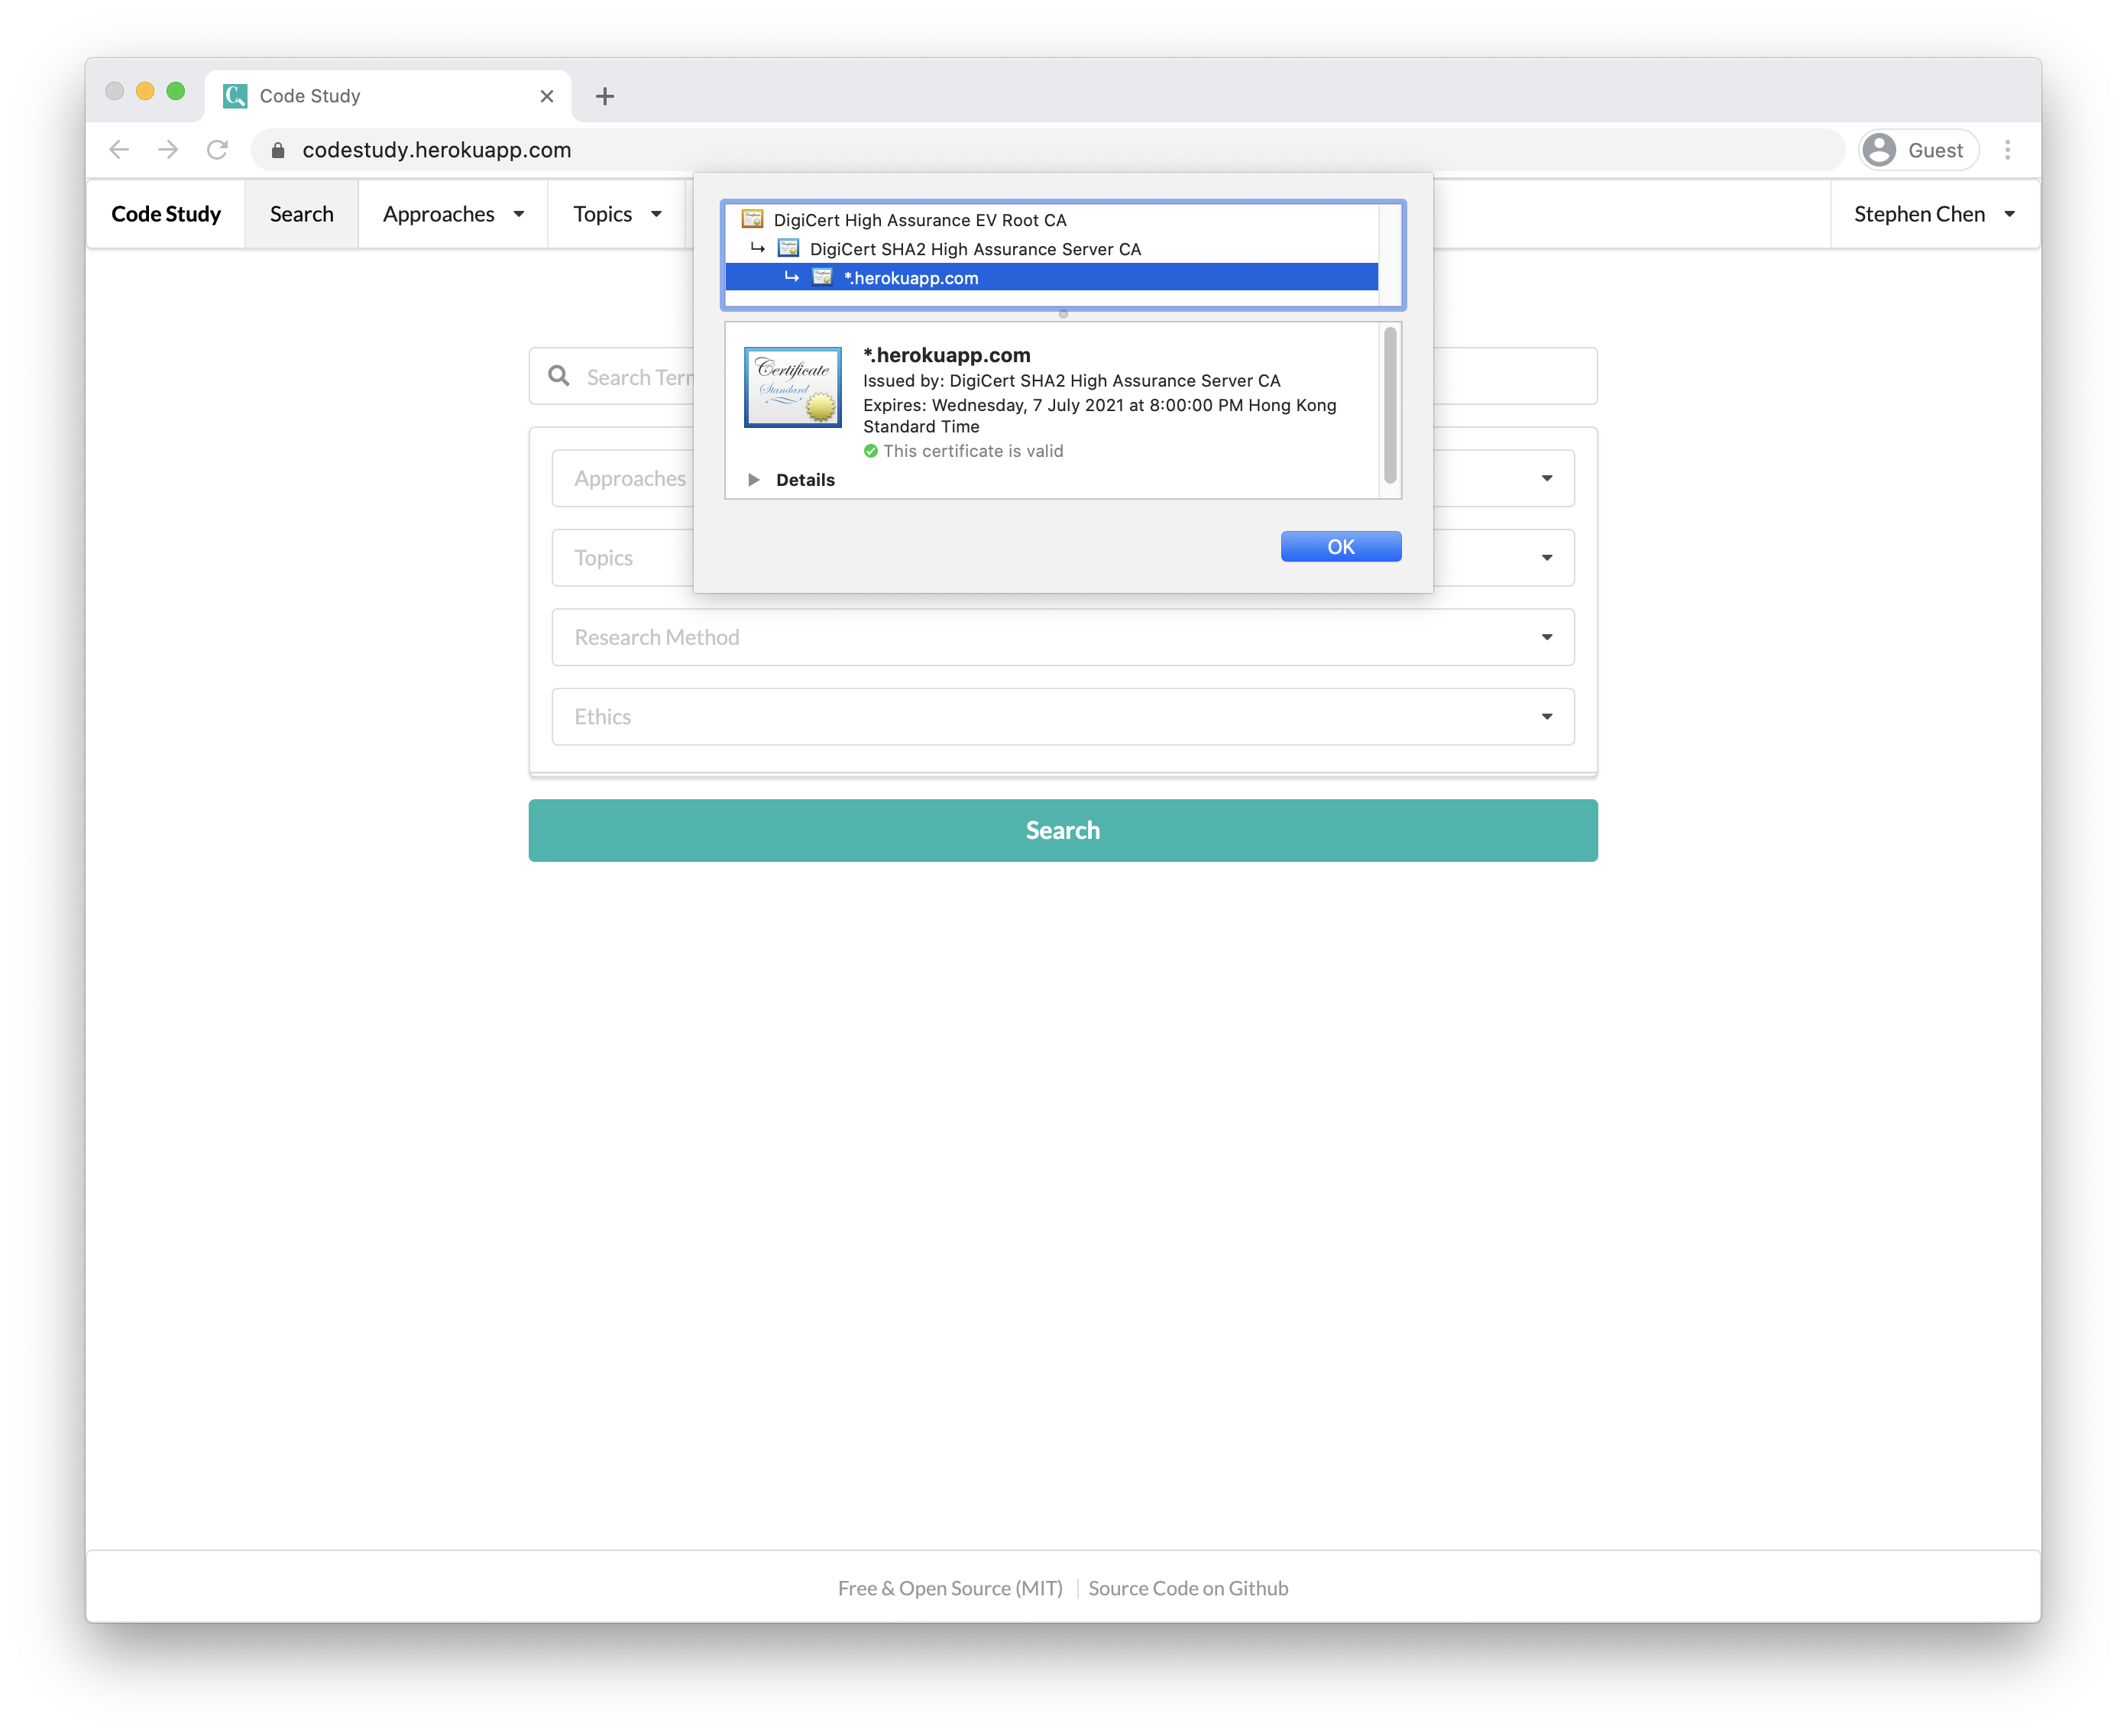 Code Study
codestudy.herokuapp.com
Guest
Code Study
Search
Approaches
Topics
Stephen Chen
DigiCert High Assurance EV Root CA
DigiCert SHA2 High Assurance Server CA
*.herokuapp.com
Certificate
Standard
*.herokuapp.com
Issued by: DigiCert SHA2 High Assurance Server CA
Expires: Wednesday, 7 July 2021 at 8:00:00 PM Hong Kong
Standard Time
This certificate is valid
Details
OK
Search
Approaches
Topics
Research Method
Ethics
Search
Free & Open Source (MIT)
Source Code on Github